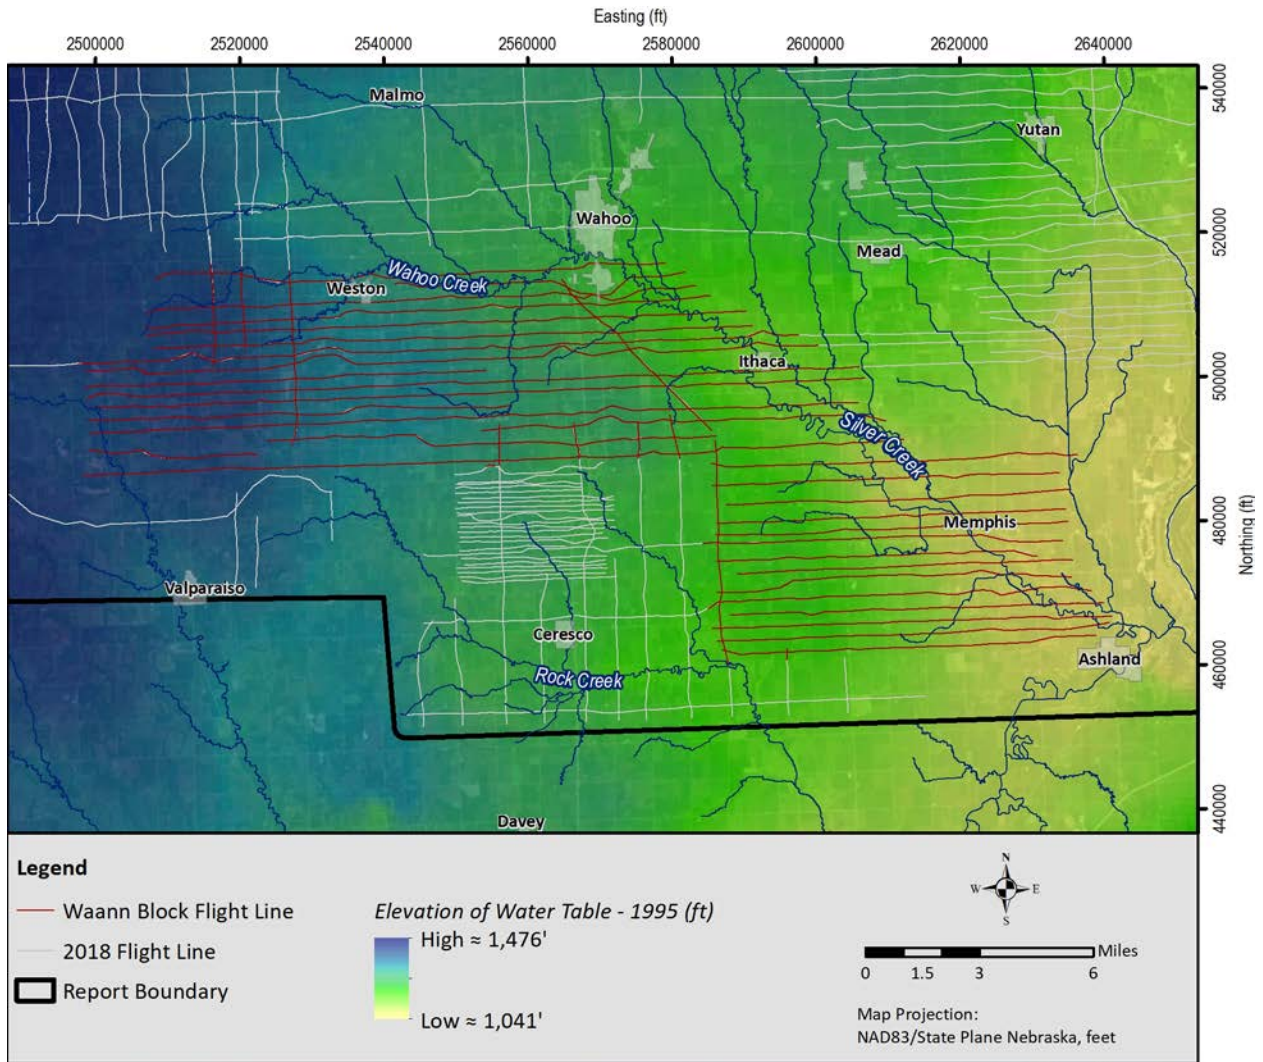 Easting (ft)
2500000 2520000 2540000 2560000 2580000 2600000 2620000 2640000
540000
520000
500000
480000
460000
440000
Northing (ft)
Malmo
Yutan
Wahoo
Mead
Wahoo Creek
Weston
Ithaca
Silver Creek
Memphis
Valparaiso
Ceresco
Ashland
Rock Creek
Davey
Legend
Waann Block Flight Line
2018 Flight Line
Report Boundary
Elevation of Water Table - 1995 (ft)
High ≈ 1,476'
Low ≈ 1,041'
N
W E
S
Miles
0 1.5 3 6
Map Projection:
NAD83/State Plane Nebraska, feet